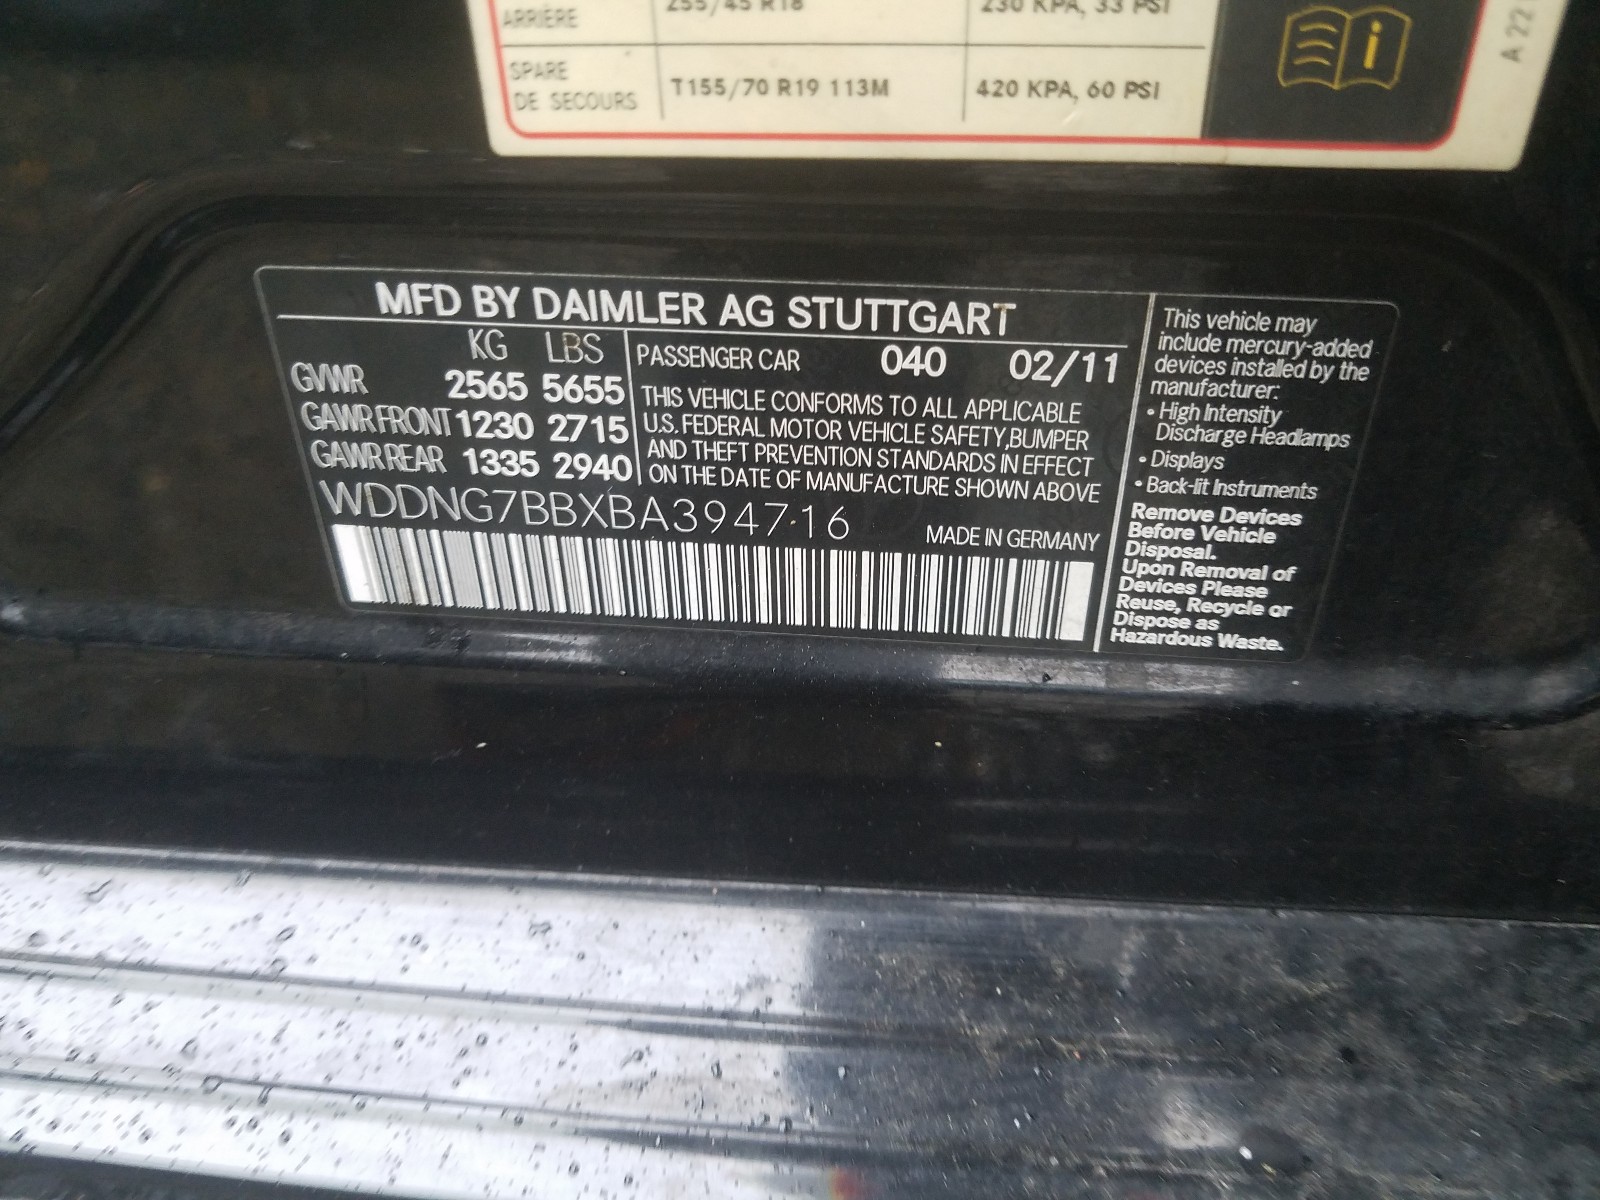 ARRIÈRE 255/45 R18 230 KPA, 33 PSI
SPARE
DE SECOURS T155/70 R19 113M 420 KPA, 60 PSI
A 221
MFD BY DAIMLER AG STUTTGART
KG LBS
GVWR 2565 5655
GAWR FRONT 1230 2715
GAWR REAR 1335 2940
PASSENGER CAR 040 02/11
THIS VEHICLE CONFORMS TO ALL APPLICABLE
U.S. FEDERAL MOTOR VEHICLE SAFETY, BUMPER
AND THEFT PREVENTION STANDARDS IN EFFECT
ON THE DATE OF MANUFACTURE SHOWN ABOVE
WDDNG7BBXBA394716
MADE IN GERMANY
This vehicle may
include mercury-added
devices installed by the
manufacturer:
• High Intensity
Discharge Headlamps
• Displays
• Back-lit Instruments
Remove Devices
Before Vehicle
Disposal.
Upon Removal of
Devices Please
Reuse, Recycle or
Dispose as
Hazardous Waste.